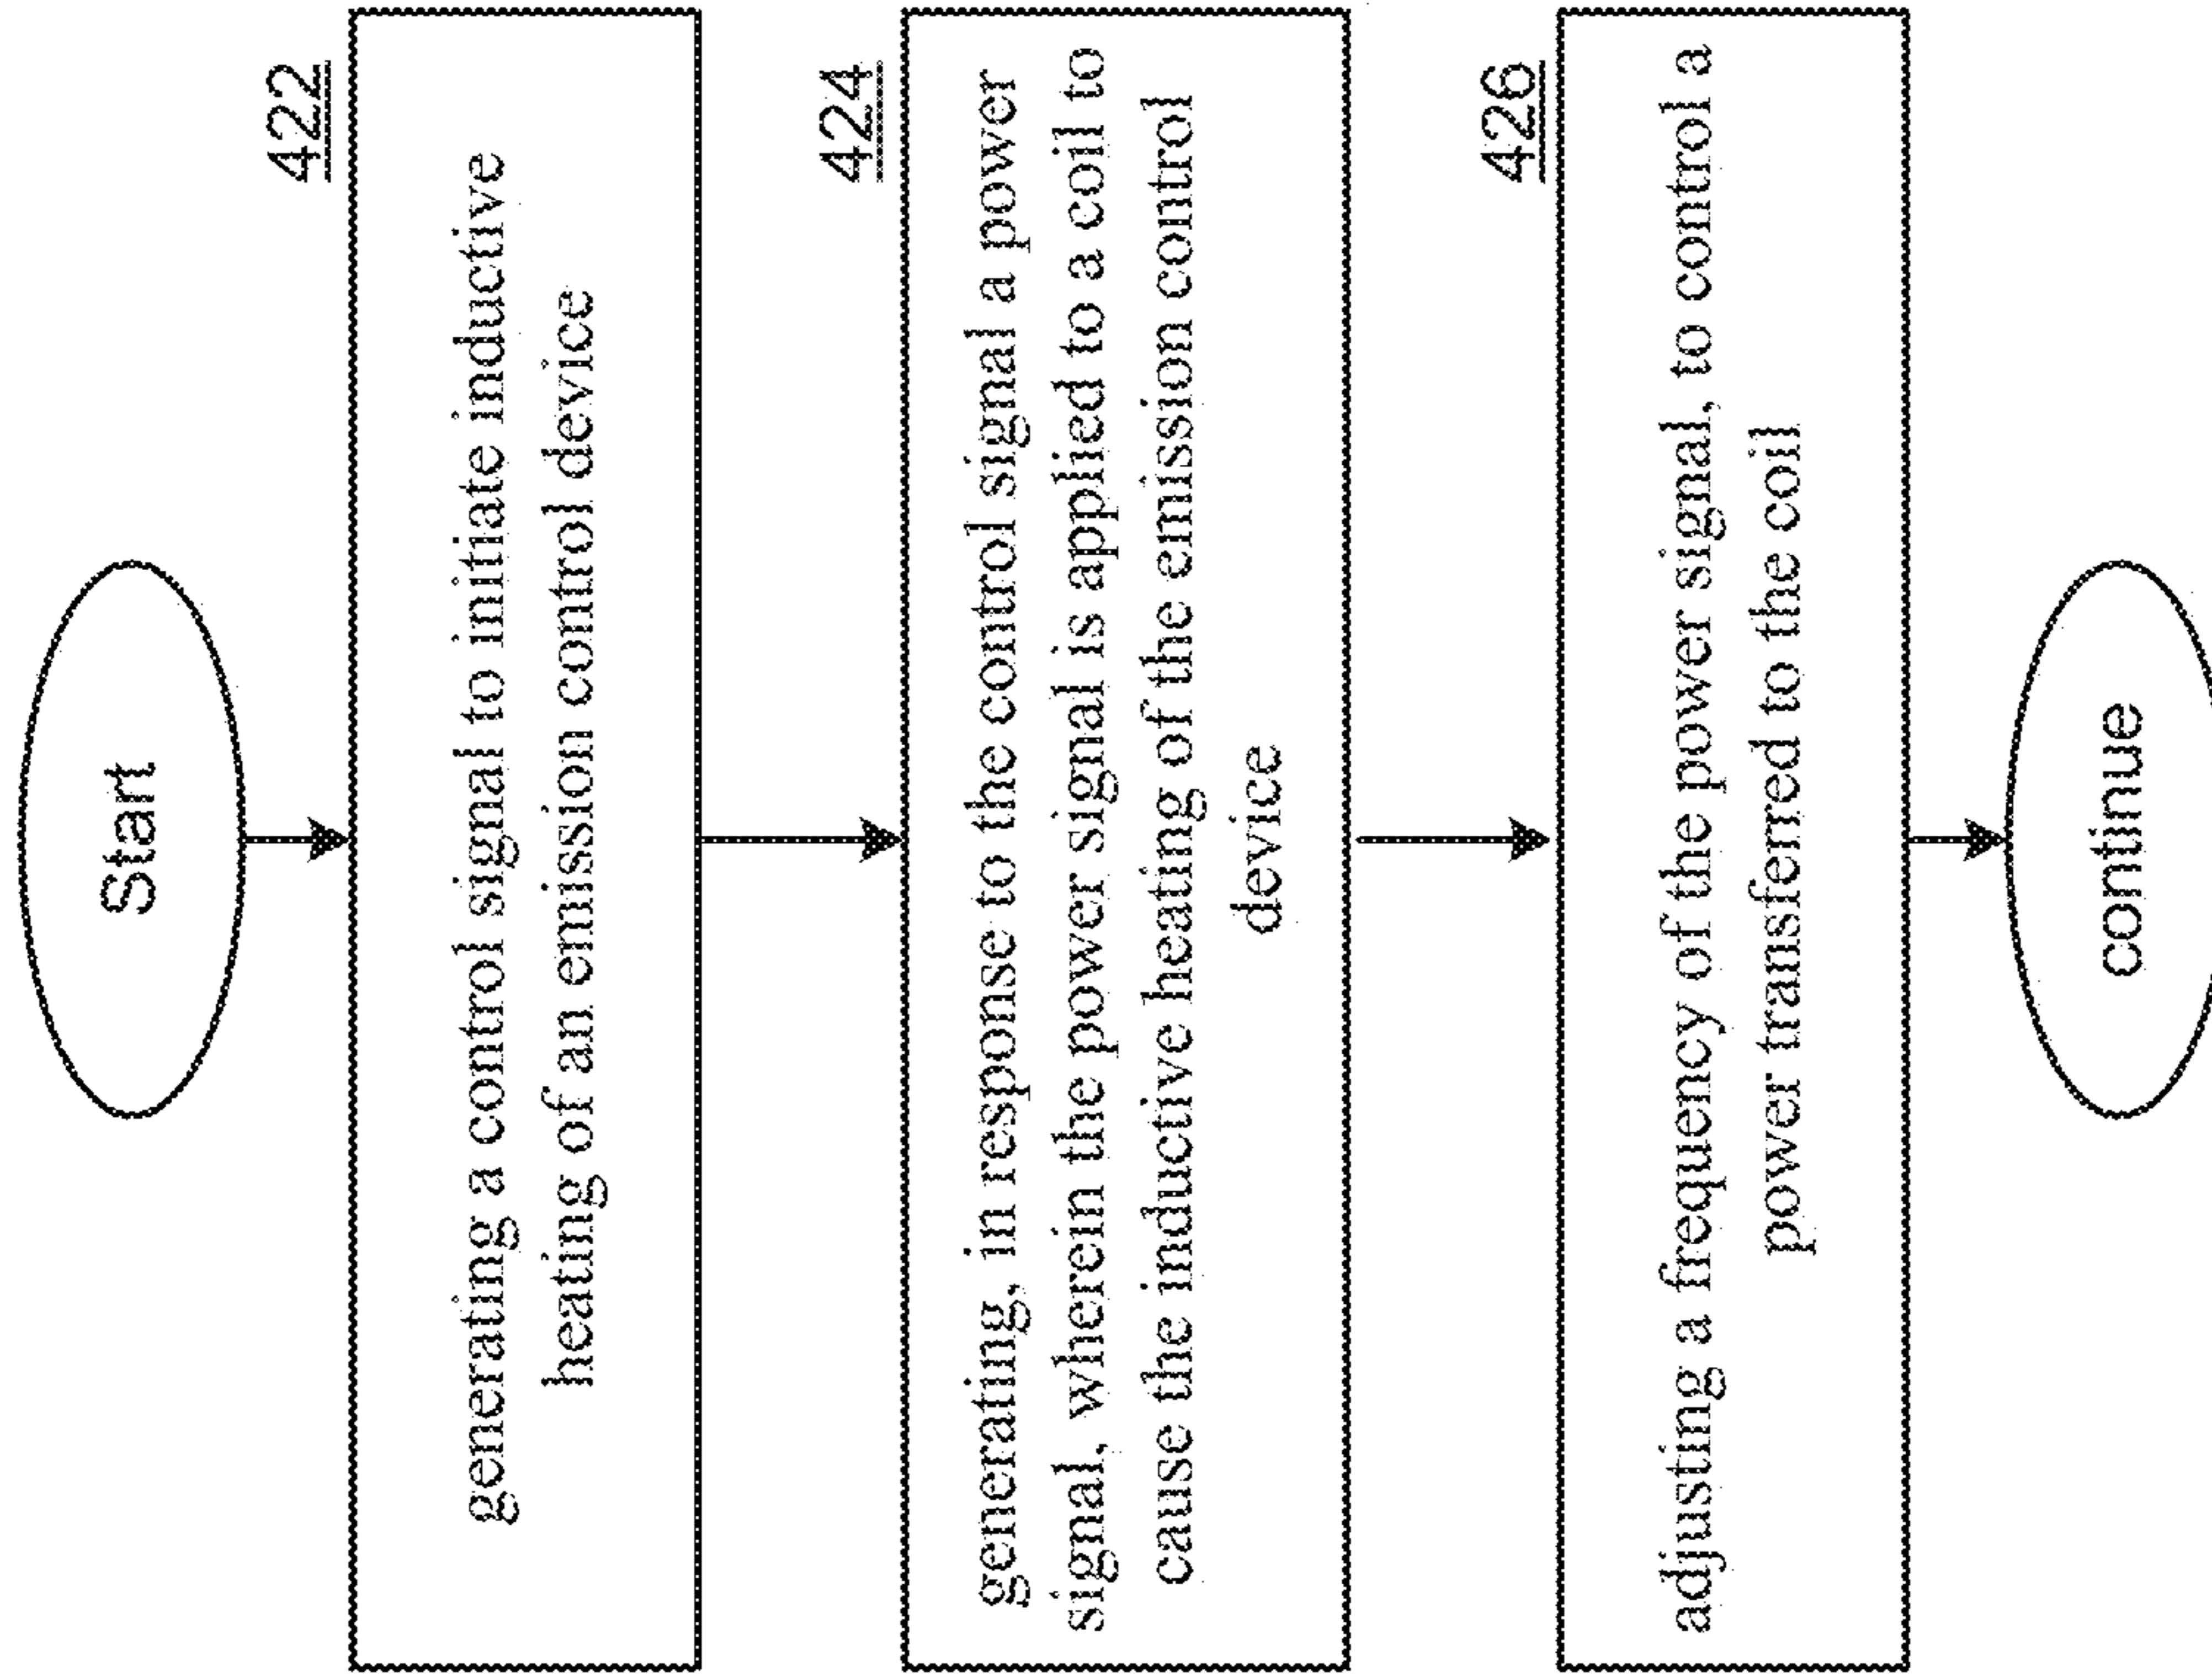 Start
422
generating a control signal to initiate inductive
heating of an emission control device
424
generating, in response to the control signal a power
signal, wherein the power signal is applied to a coil to
cause the inductive heating of the emission control
device
426
adjusting a frequency of the power signal, to control a
power transferred to the coil
continue